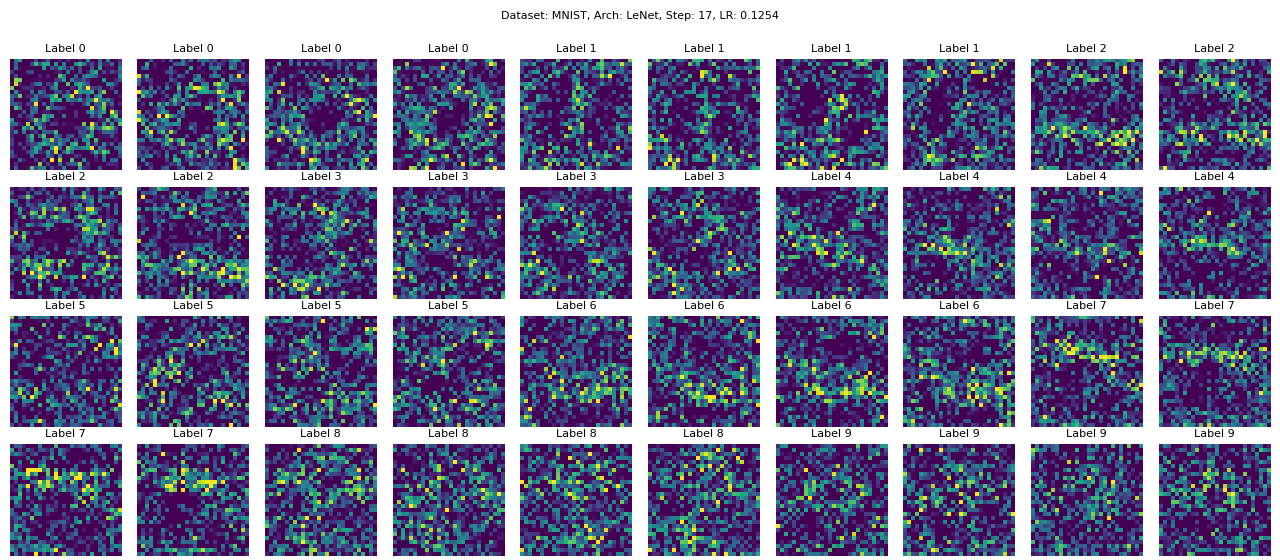 Dataset: MNIST, Arch: LeNet, Step: 17, LR: 0.1254
Label 0 Label 0 Label 0 Label 0 Label 1 Label 1 Label 1 Label 1 Label 2 Label 2
Label 2 Label 2 Label 3 Label 3 Label 3 Label 3 Label 4 Label 4 Label 4 Label 4
Label 5 Label 5 Label 5 Label 5 Label 6 Label 6 Label 6 Label 6 Label 7 Label 7
Label 7 Label 7 Label 8 Label 8 Label 8 Label 8 Label 9 Label 9 Label 9 Label 9